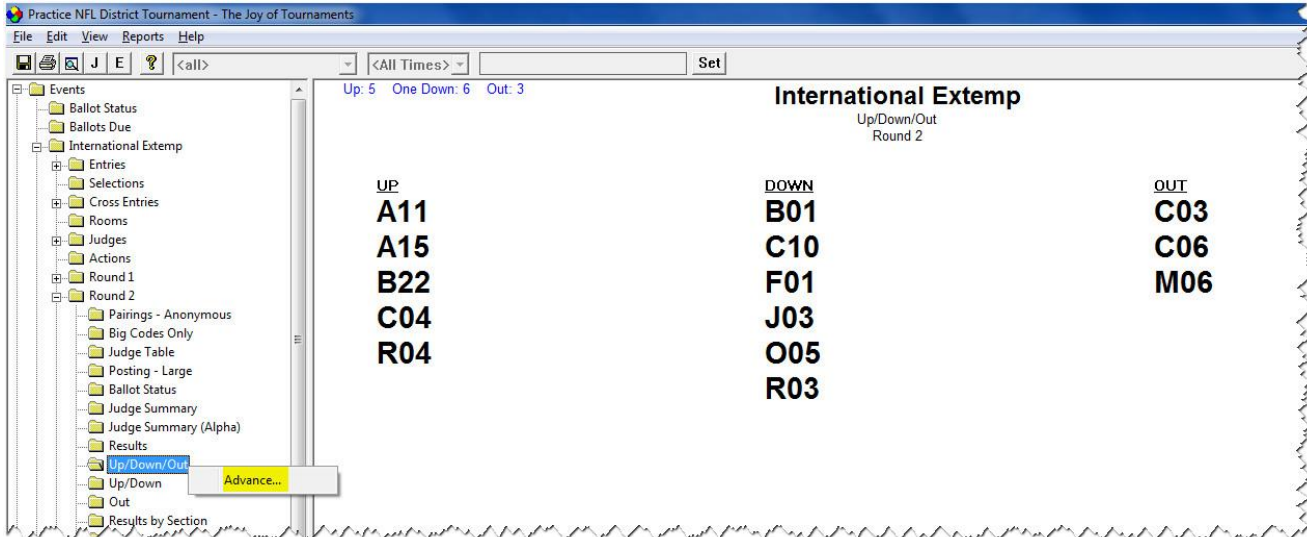 Practice NFL District Tournament - The Joy of Tournaments
File Edit View Reports Help
J E ? <all> <All Times> Set
Events
Ballot Status
Ballots Due
International Extemp
Entries
Selections
Cross Entries
Rooms
Judges
Actions
Round 1
Round 2
Pairings - Anonymous
Big Codes Only
Judge Table
Posting - Large
Ballot Status
Judge Summary
Judge Summary (Alpha)
Results
Up/Down/Out
Advance...
Up/Down
Out
Results by Section
Up: 5 One Down: 6 Out: 3
International Extemp
Up/Down/Out
Round 2
UP DOWN OUT
A11 B01 C03
A15 C10 C06
B22 F01 M06
C04 J03
R04 O05
R03